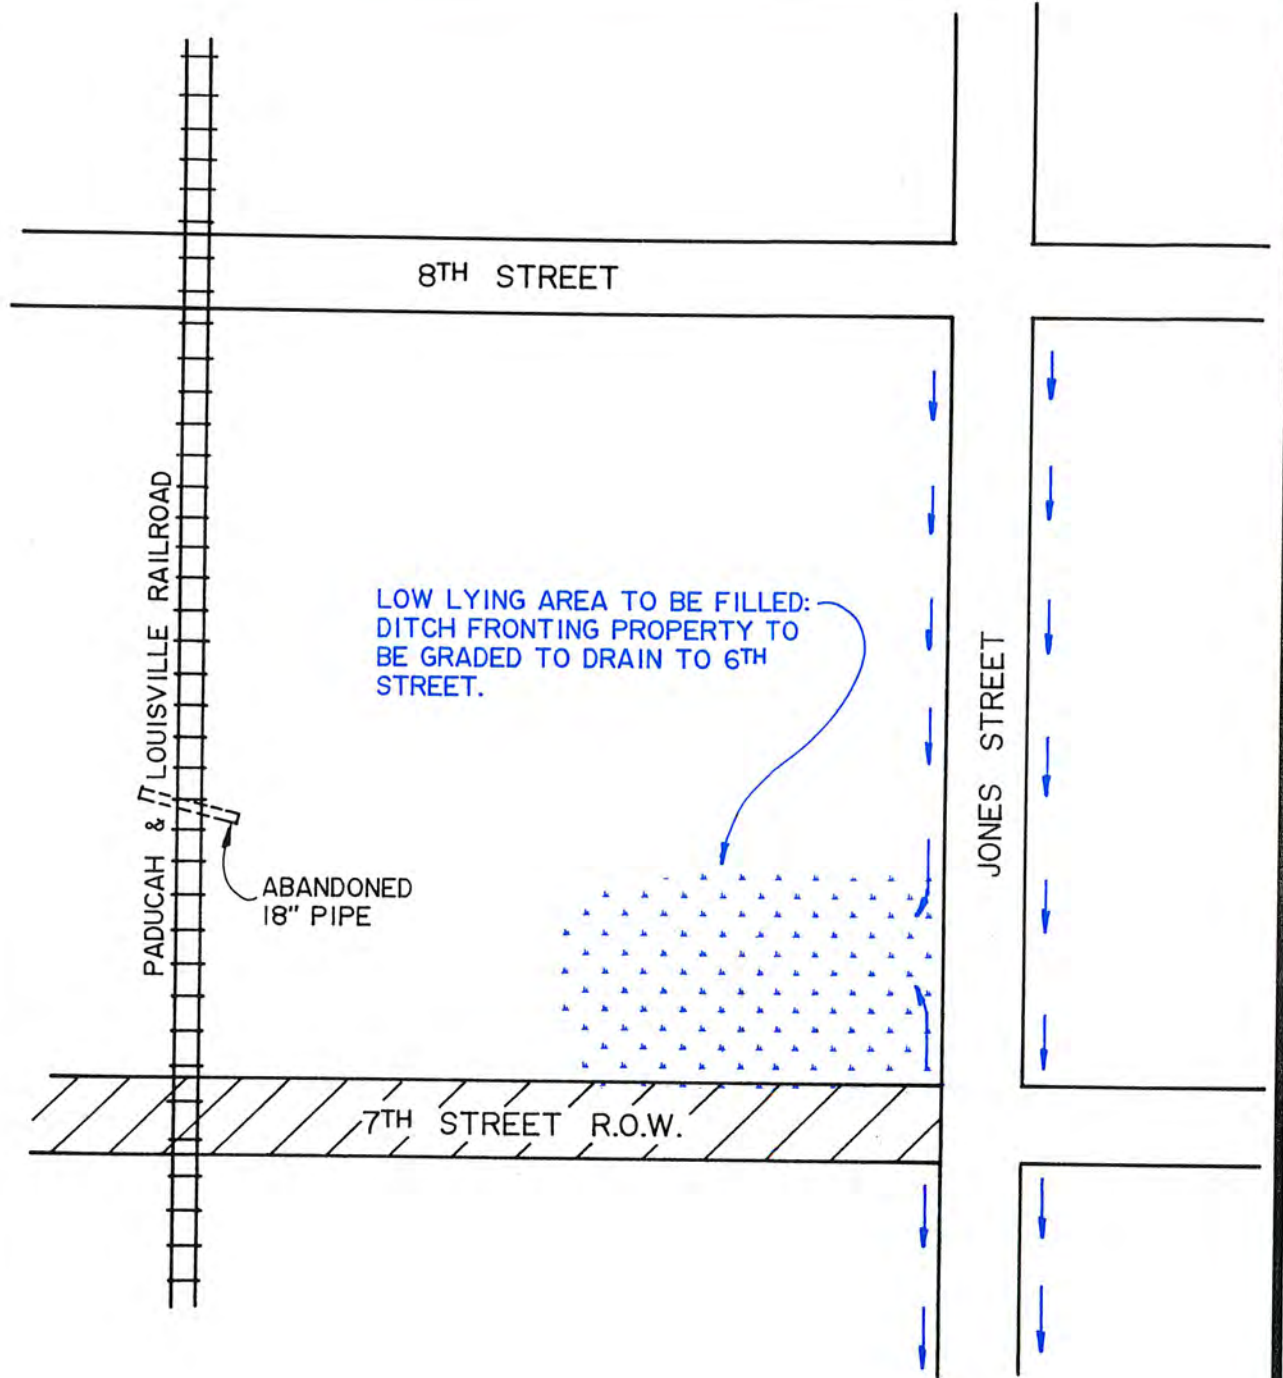 8TH STREET
PADUCAH & LOUISVILLE RAILROAD
LOW LYING AREA TO BE FILLED:
DITCH FRONTING PROPERTY TO
BE GRADED TO DRAIN TO 6TH
STREET.
JONES STREET
ABANDONED
18" PIPE
7TH STREET R.O.W.